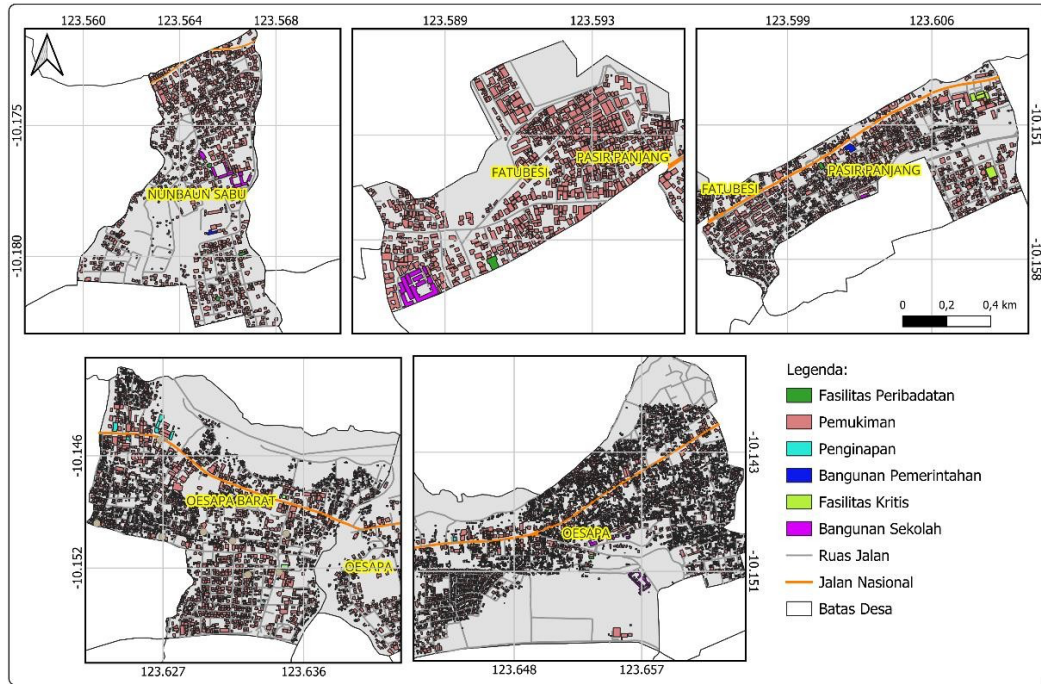 123.560 123.564 123.568
123.589 123.593
123.599 123.606
-10.175
-10.180
NUNBAUN SABU
FATUBESI
PASIR PANJANG
FATUBESI
PASIR PANJANG
-10.151
-10.158
0 0,2 0,4 km
-10.146
-10.152
OESAPA BARAT
OESAPA
123.627 123.636
OESAPA
-10.143
-10.151
123.648 123.657
Legenda:
Fasilitas Peribadatan
Pemukiman
Penginapan
Bangunan Pemerintahan
Fasilitas Kritis
Bangunan Sekolah
Ruas Jalan
Jalan Nasional
Batas Desa